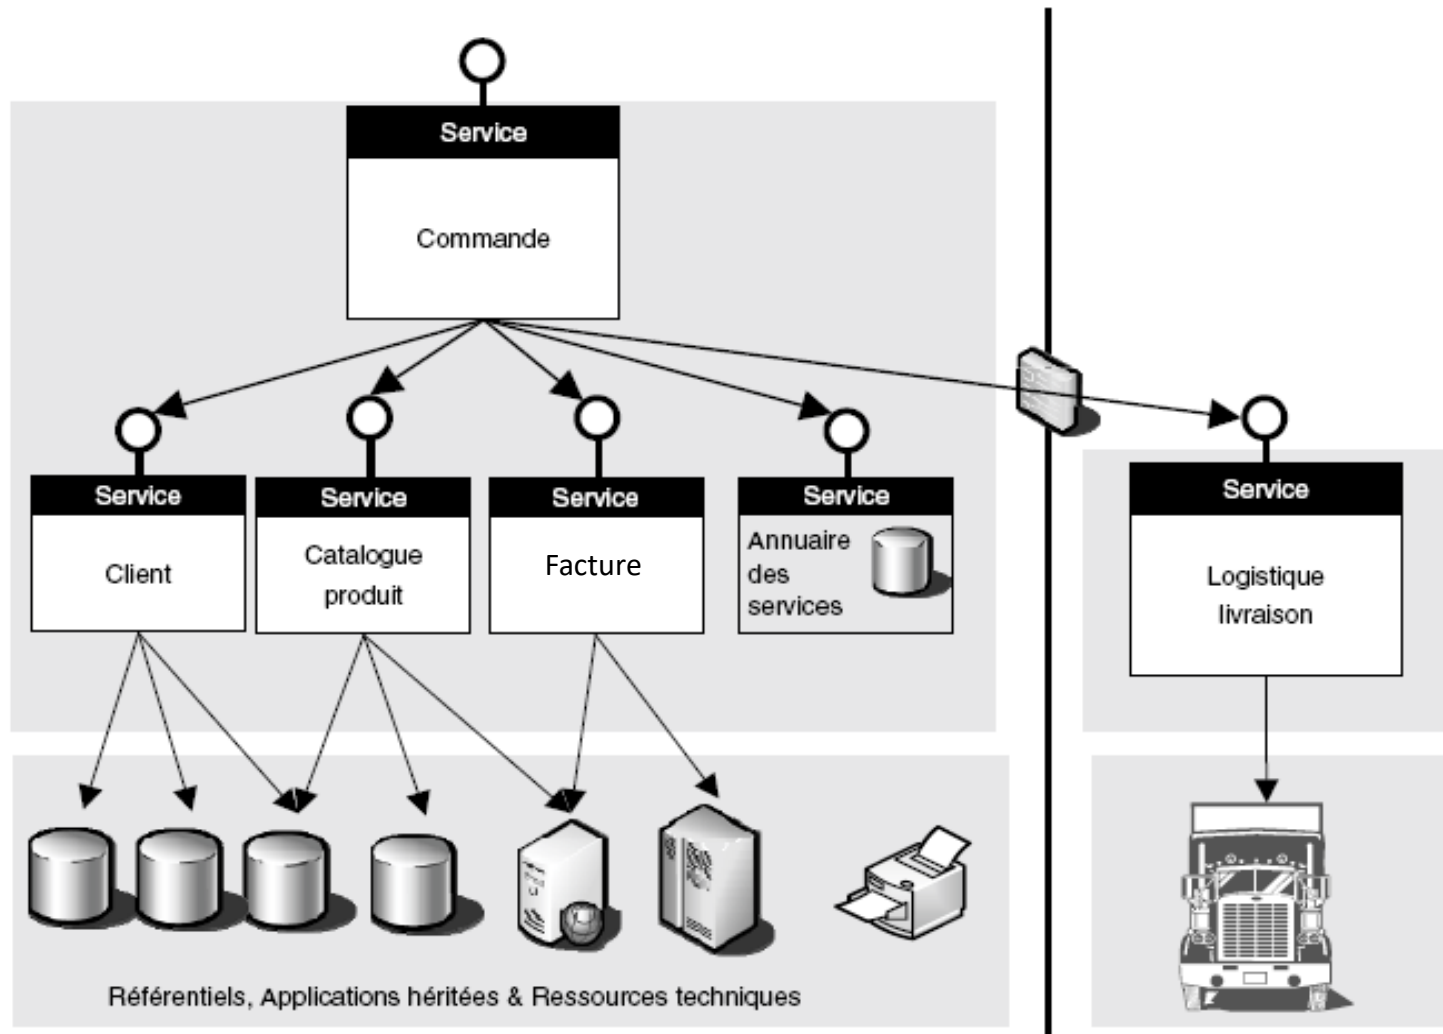 Service
Commande
Service
Client
Service
Catalogue
produit
Service
Facture
Service
Annuaire
des
services
Service
Logistique
livraison
Référentiels, Applications héritées & Ressources techniques